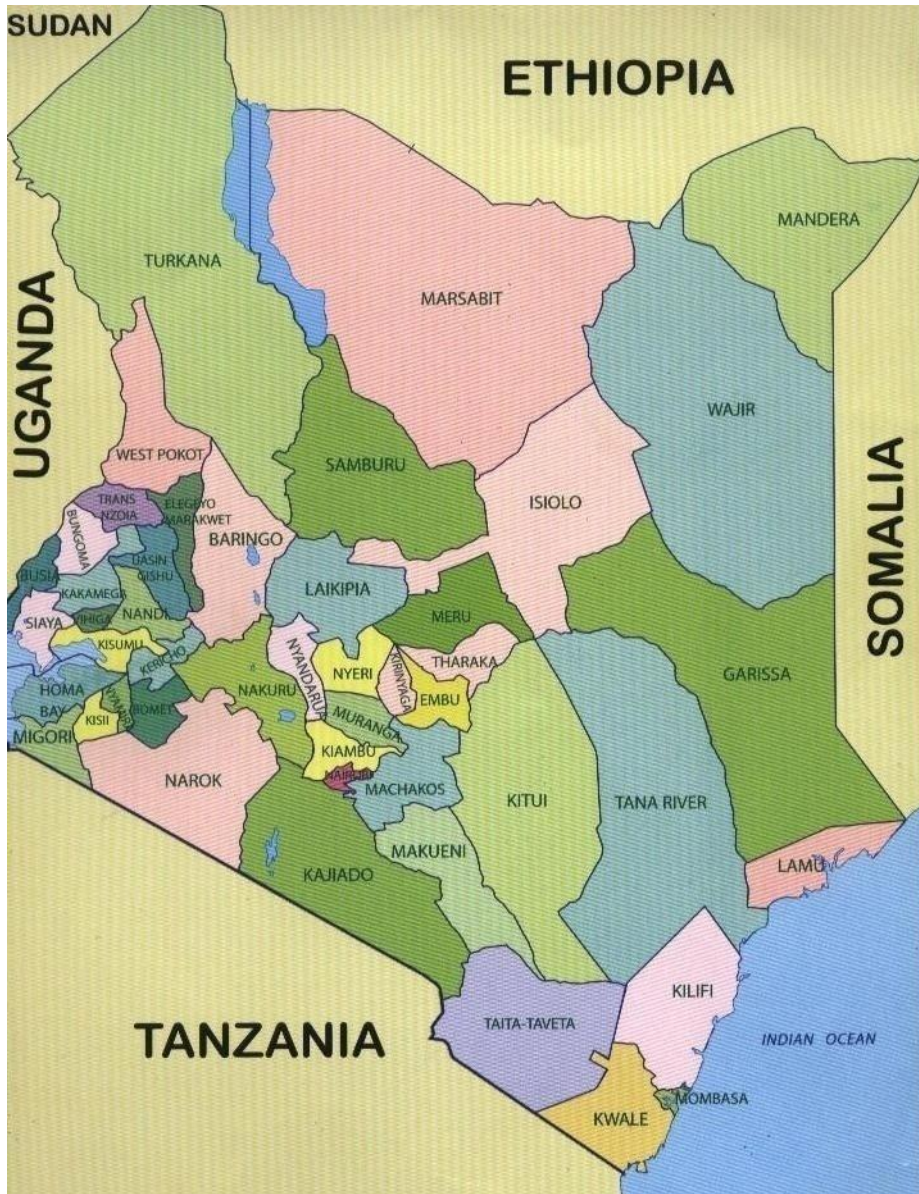 SUDAN
ETHIOPIA
MANDERA
TURKANA
MARSABIT
UGANDA
WAJIR
WEST POKOT
SAMBURU
ISIOLO
TRANS
NZOIA
ELEGEYO
MARAKWET
BUNGOMA
BARINGO
UASIN
GISHU
BUSIA
LAIKIPIA
KAKAMEGA
SOMALIA
NANDI
MERU
VIHIGA
SIAYA
KISUMU
KERICHO
NYANDARUA
NYERI
KIRINYAGA
THARAKA
GARISSA
HOMA
BAY
NAKURU
EMBU
NYAMIRA
BOMET
KISII
MURANGA
MIGORI
KIAMBU
NAROK
NAIROBI
MACHAKOS
KITUI
TANA RIVER
MAKUENI
LAMU
KAJIADO
KILIFI
TANZANIA
TAITA-TAVETA
INDIAN OCEAN
MOMBASA
KWALE